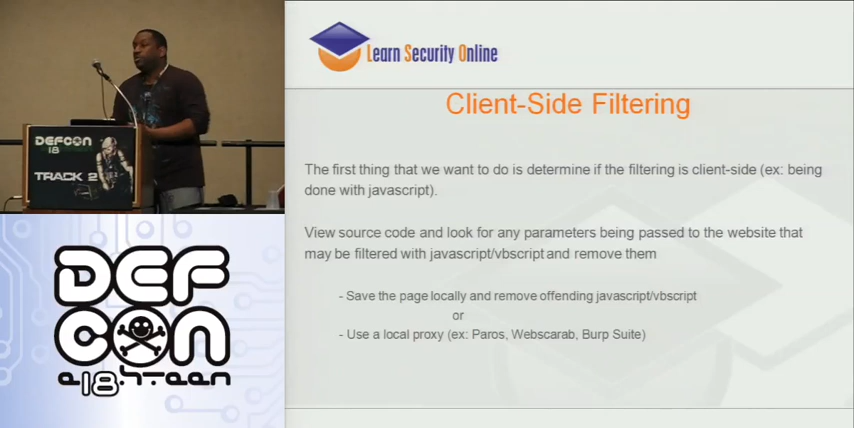 DEFCON
18
TRACK 2
DEF
CON
e18hteen
Learn Security Online
Client-Side Filtering
The first thing that we want to do is determine if the filtering is client-side (ex: being
done with javascript).
View source code and look for any parameters being passed to the website that
may be filtered with javascript/vbscript and remove them
- Save the page locally and remove offending javascript/vbscript
or
- Use a local proxy (ex: Paros, Webscarab, Burp Suite)